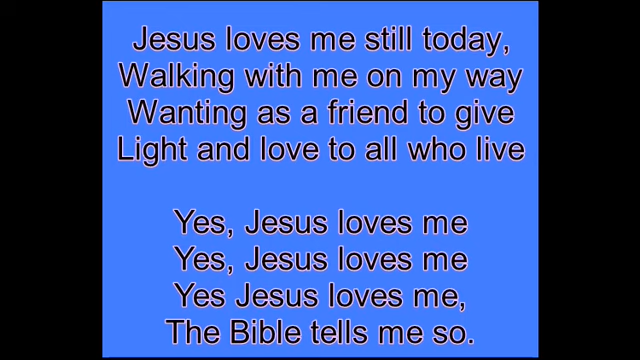 Jesus loves me still today,
Walking with me on my way
Wanting as a friend to give
Light and love to all who live
Yes, Jesus loves me
Yes, Jesus loves me
Yes Jesus loves me,
The Bible tells me so.